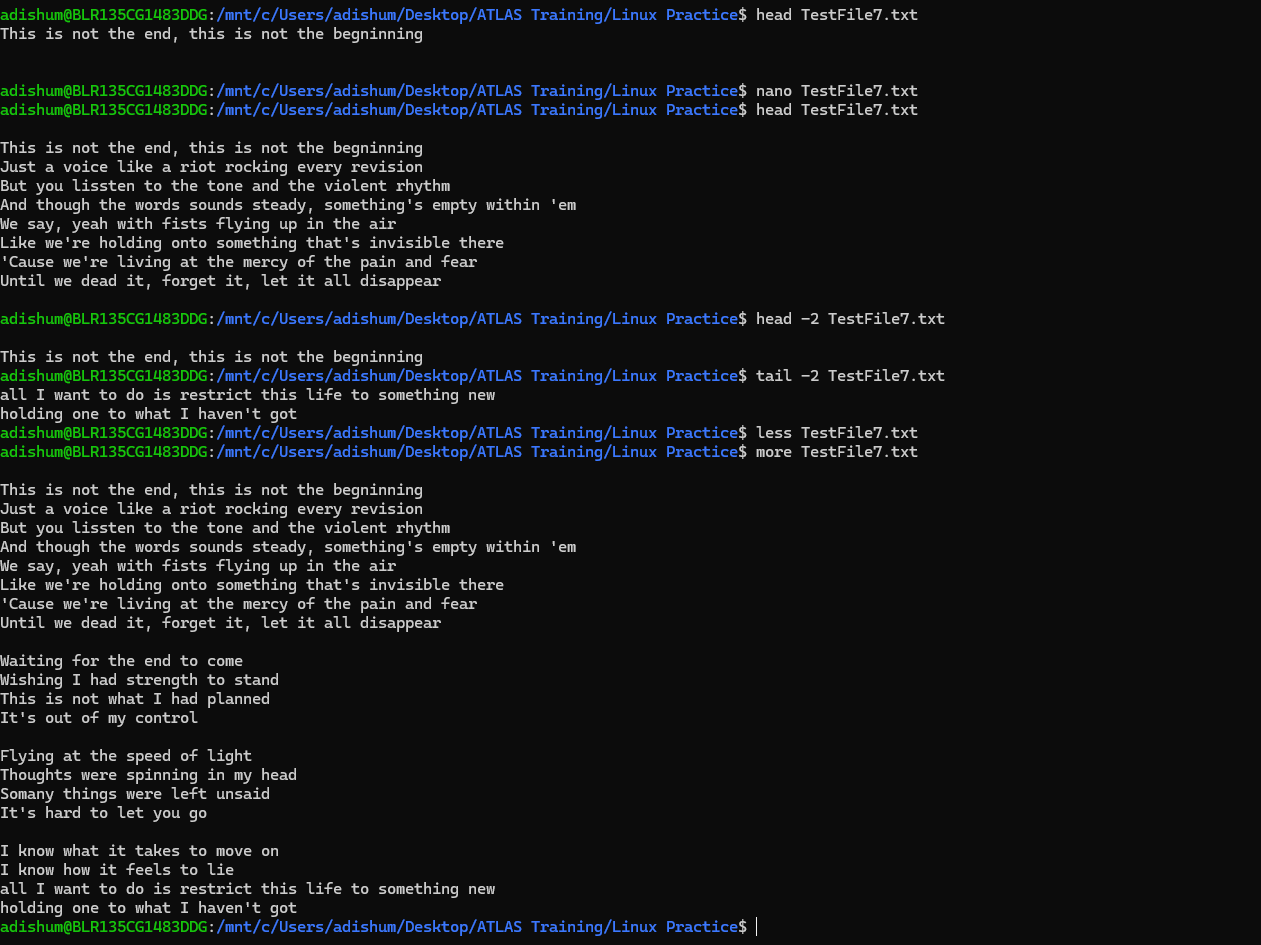 adishum@BLR135CG1483DDG:/mnt/c/Users/adishum/Desktop/ATLAS Training/Linux Practice$ head TestFile7.txt
This is not the end, this is not the begninning
adishum@BLR135CG1483DDG:/mnt/c/Users/adishum/Desktop/ATLAS Training/Linux Practice$ nano TestFile7.txt
adishum@BLR135CG1483DDG:/mnt/c/Users/adishum/Desktop/ATLAS Training/Linux Practice$ head TestFile7.txt
This is not the end, this is not the begninning
Just a voice like a riot rocking every revision
But you lissten to the tone and the violent rhythm
And though the words sounds steady, something's empty within 'em
We say, yeah with fists flying up in the air
Like we're holding onto something that's invisible there
'Cause we're living at the mercy of the pain and fear
Until we dead it, forget it, let it all disappear
adishum@BLR135CG1483DDG:/mnt/c/Users/adishum/Desktop/ATLAS Training/Linux Practice$ head -2 TestFile7.txt
This is not the end, this is not the begninning
adishum@BLR135CG1483DDG:/mnt/c/Users/adishum/Desktop/ATLAS Training/Linux Practice$ tail -2 TestFile7.txt
all I want to do is restrict this life to something new
holding one to what I haven't got
adishum@BLR135CG1483DDG:/mnt/c/Users/adishum/Desktop/ATLAS Training/Linux Practice$ less TestFile7.txt
adishum@BLR135CG1483DDG:/mnt/c/Users/adishum/Desktop/ATLAS Training/Linux Practice$ more TestFile7.txt
This is not the end, this is not the begninning
Just a voice like a riot rocking every revision
But you lissten to the tone and the violent rhythm
And though the words sounds steady, something's empty within 'em
We say, yeah with fists flying up in the air
Like we're holding onto something that's invisible there
'Cause we're living at the mercy of the pain and fear
Until we dead it, forget it, let it all disappear
Waiting for the end to come
Wishing I had strength to stand
This is not what I had planned
It's out of my control
Flying at the speed of light
Thoughts were spinning in my head
Somany things were left unsaid
It's hard to let you go
I know what it takes to move on
I know how it feels to lie
all I want to do is restrict this life to something new
holding one to what I haven't got
adishum@BLR135CG1483DDG:/mnt/c/Users/adishum/Desktop/ATLAS Training/Linux Practice$